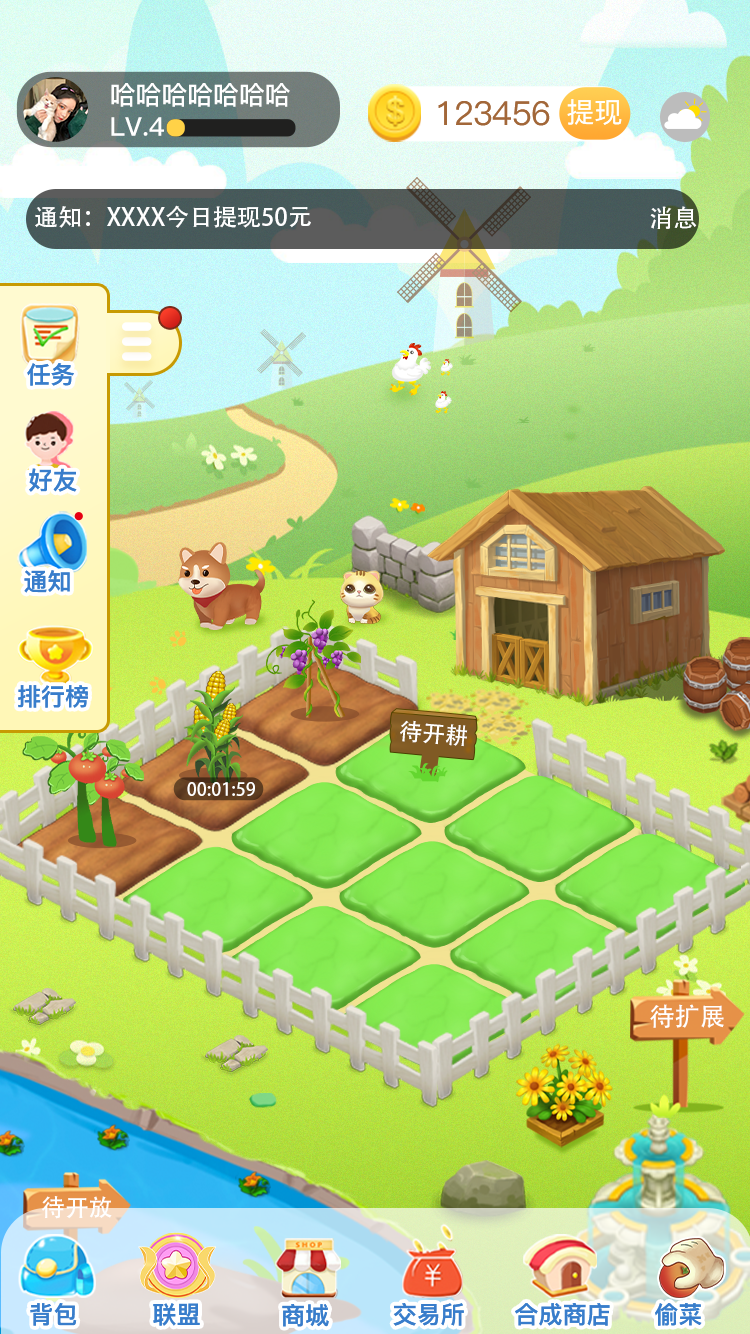 哈哈哈哈哈哈哈
LV.4
123456
提现
通知：XXXX今日提现50元
消息
任务
好友
通知
排行榜
待开耕
00:01:59
待扩展
待开放
SHOP
背包
联盟
商城
交易所
合成商店
偷菜